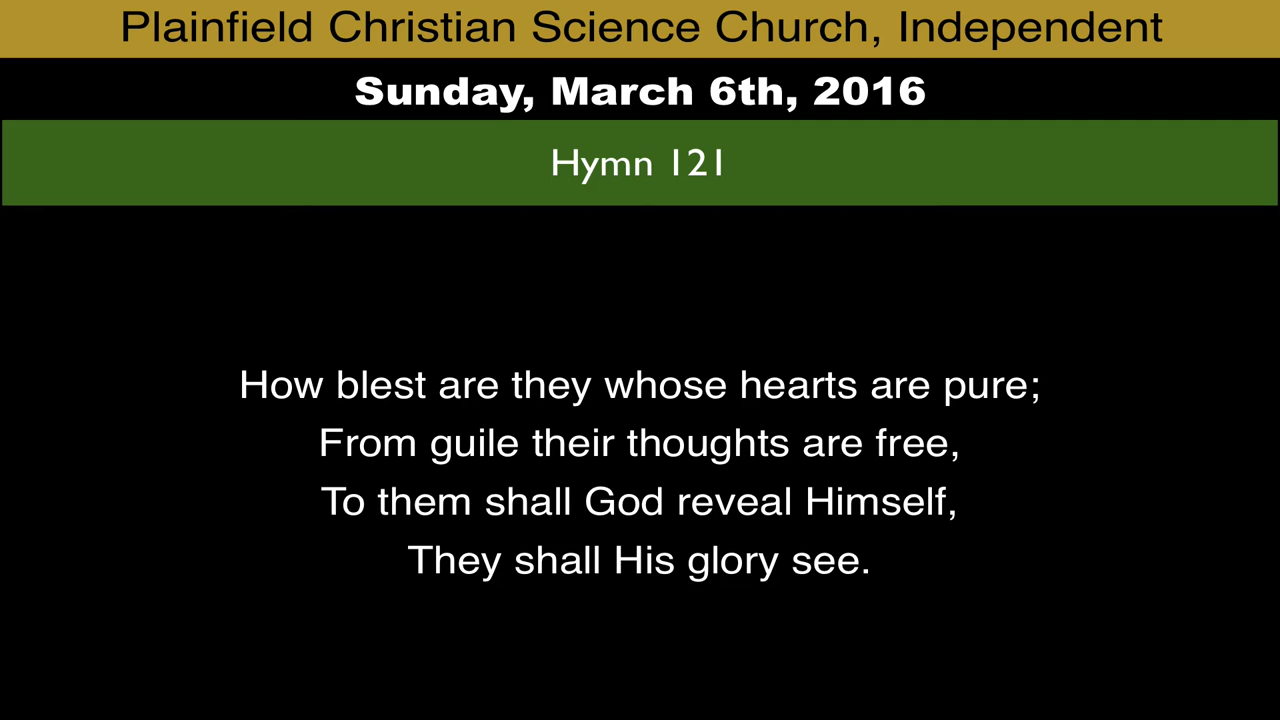 Plainfield Christian Science Church, Independent
Sunday, March 6th, 2016
Hymn 121
How blest are they whose hearts are pure;
From guile their thoughts are free,
To them shall God reveal Himself,
They shall His glory see.